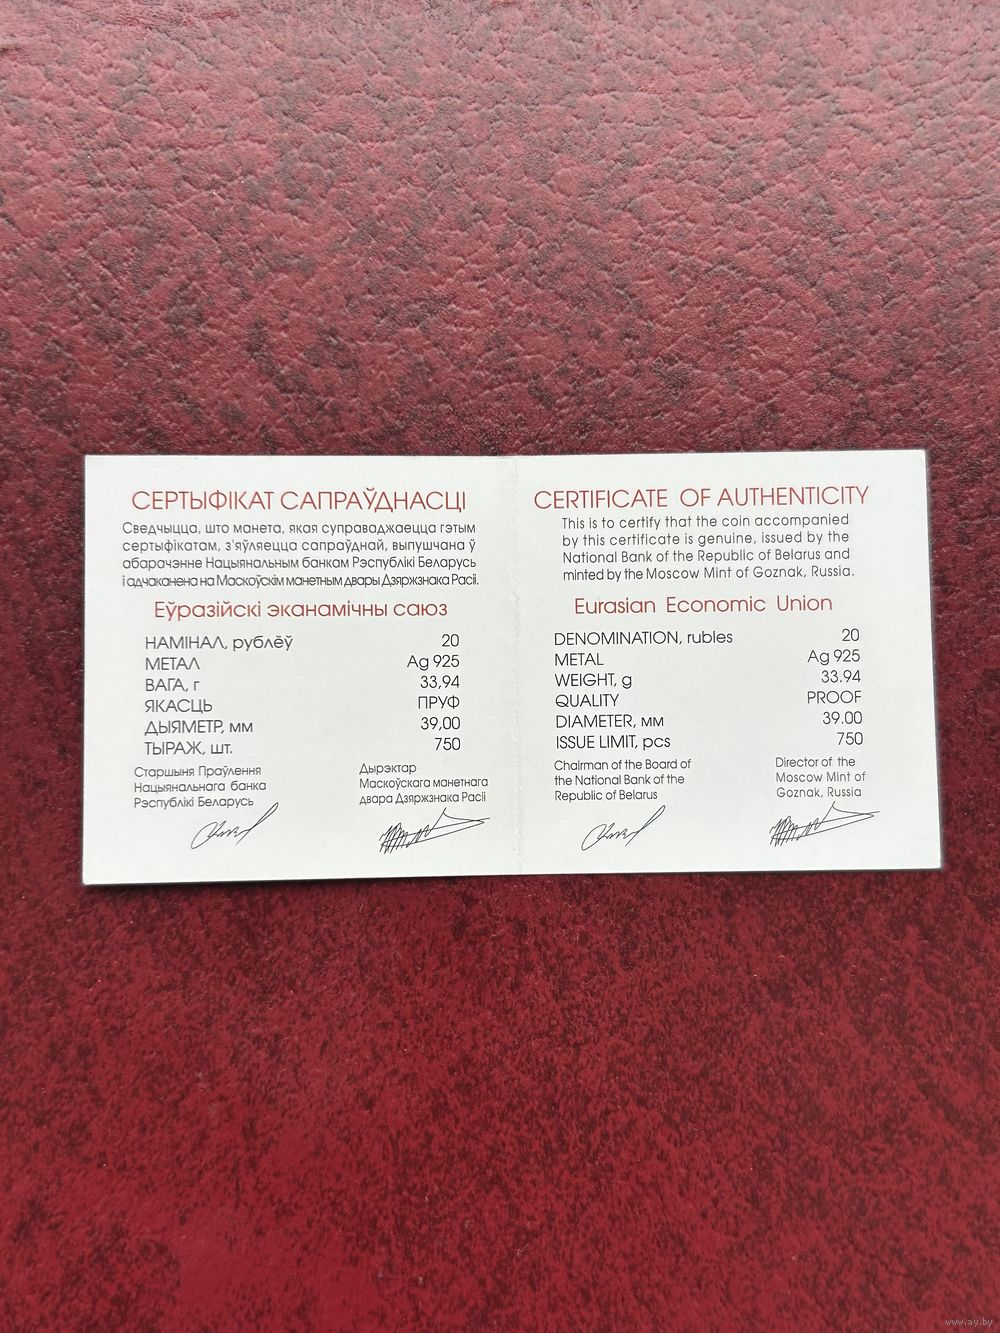 СЕРТЫФІКАТ САПРАЎДНАСЦІ
Сведчыцца, што манета, якая суправаджаецца гэтым
сертыфікатам, з'яўляецца сапраўднай, выпушчана ў
абарачэнне Нацыянальным банкам Рэспублікі Беларусь
і адчаканена на Маскоўскім манетным двары Дзяржзнака Расіі.
Еўразійскі эканамічны саюз
НАМІНАЛ, рублёў 20
МЕТАЛ Ag 925
ВАГА, г 33,94
ЯКАСЦЬ ПРУФ
ДЫЯМЕТР, мм 39,00
ТЫРАЖ, шт. 750
Старшыня Праўлення
Нацыянальнага банка
Рэспублікі Беларусь
Дырэктар
Маскоўскага манетнага
двара Дзяржзнака Расіі
CERTIFICATE OF AUTHENTICITY
This is to certify that the coin accompanied
by this certificate is genuine, issued by the
National Bank of the Republic of Belarus and
minted by the Moscow Mint of Goznak, Russia.
Eurasian Economic Union
DENOMINATION, rubles 20
METAL Ag 925
WEIGHT, g 33.94
QUALITY PROOF
DIAMETER, мм 39.00
ISSUE LIMIT, pcs 750
Chairman of the Board of
the National Bank of the
Republic of Belarus
Director of the
Moscow Mint of
Goznak, Russia
www.ay.by